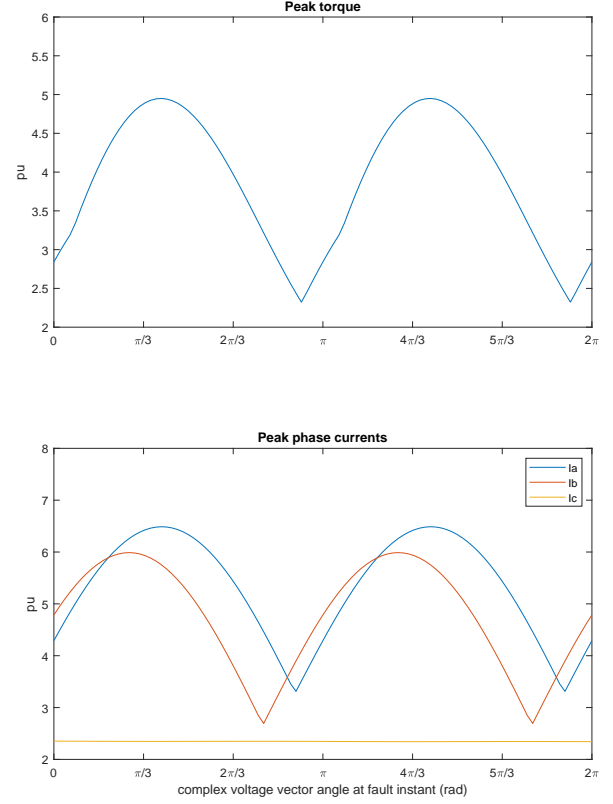 Peak torque
6
5.5
5
4.5
4
3.5
3
2.5
2
pu
0 π/3 2π/3 π 4π/3 5π/3 2π
Peak phase currents
8
7
6
5
4
3
2
pu
Ia
Ib
Ic
0 π/3 2π/3 π 4π/3 5π/3 2π
complex voltage vector angle at fault instant (rad)